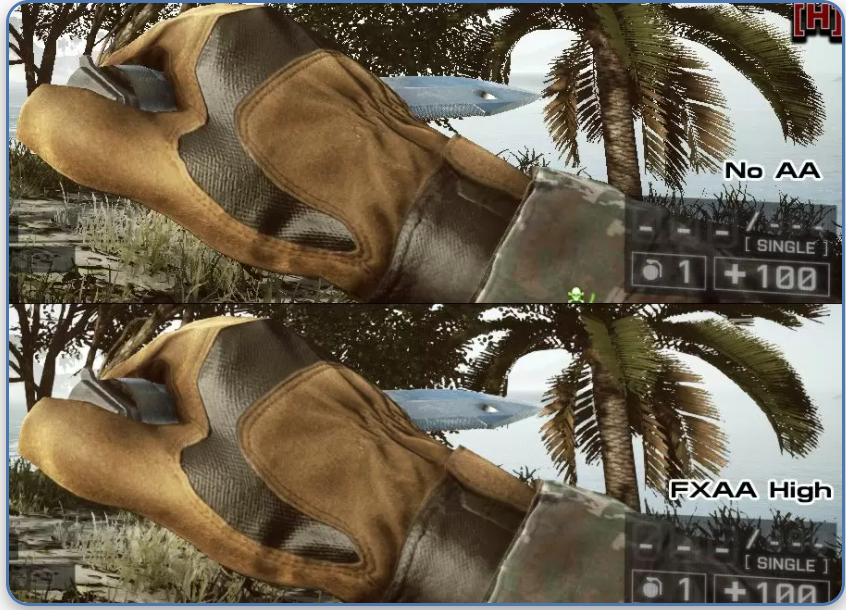 [H]
No AA
- - - / - - -
[ SINGLE ]
1
+100
FXAA High
[ SINGLE ]
1
+100